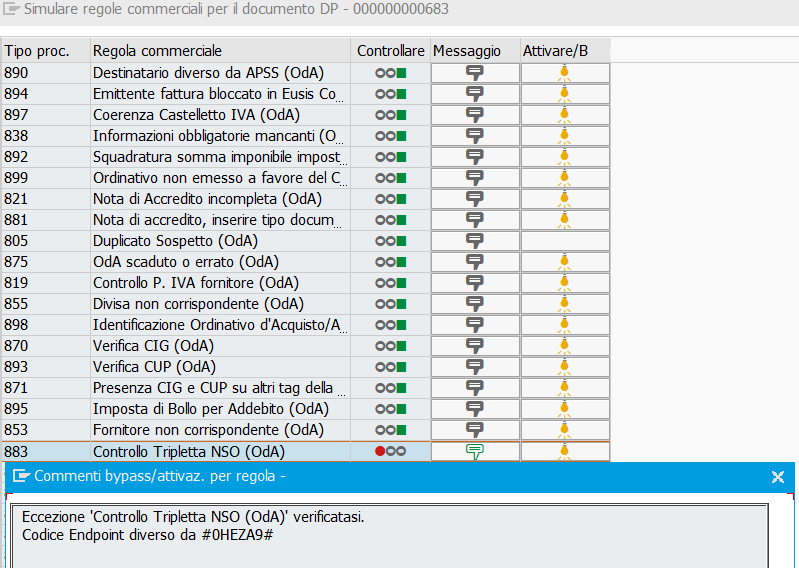 Simulare regole commerciali per il documento DP - 000000000683
Tipo proc. Regola commerciale Controllare Messaggio Attivare/B
890 Destinatario diverso da APSS (OdA)
894 Emittente fattura bloccato in Eusis Co...
897 Coerenza Castelletto IVA (OdA)
838 Informazioni obbligatorie mancanti (O...
892 Squadratura somma imponibile impost...
899 Ordinativo non emesso a favore del C...
821 Nota di Accredito incompleta (OdA)
881 Nota di accredito, inserire tipo docum...
805 Duplicato Sospetto (OdA)
875 OdA scaduto o errato (OdA)
819 Controllo P. IVA fornitore (OdA)
855 Divisa non corrispondente (OdA)
898 Identificazione Ordinativo d'Acquisto/A...
870 Verifica CIG (OdA)
893 Verifica CUP (OdA)
871 Presenza CIG e CUP su altri tag della ...
895 Imposta di Bollo per Addebito (OdA)
853 Fornitore non corrispondente (OdA)
883 Controllo Tripletta NSO (OdA)
Commenti bypass/attivaz. per regola -
Eccezione 'Controllo Tripletta NSO (OdA)' verificatasi.
Codice Endpoint diverso da #0HEZA9#